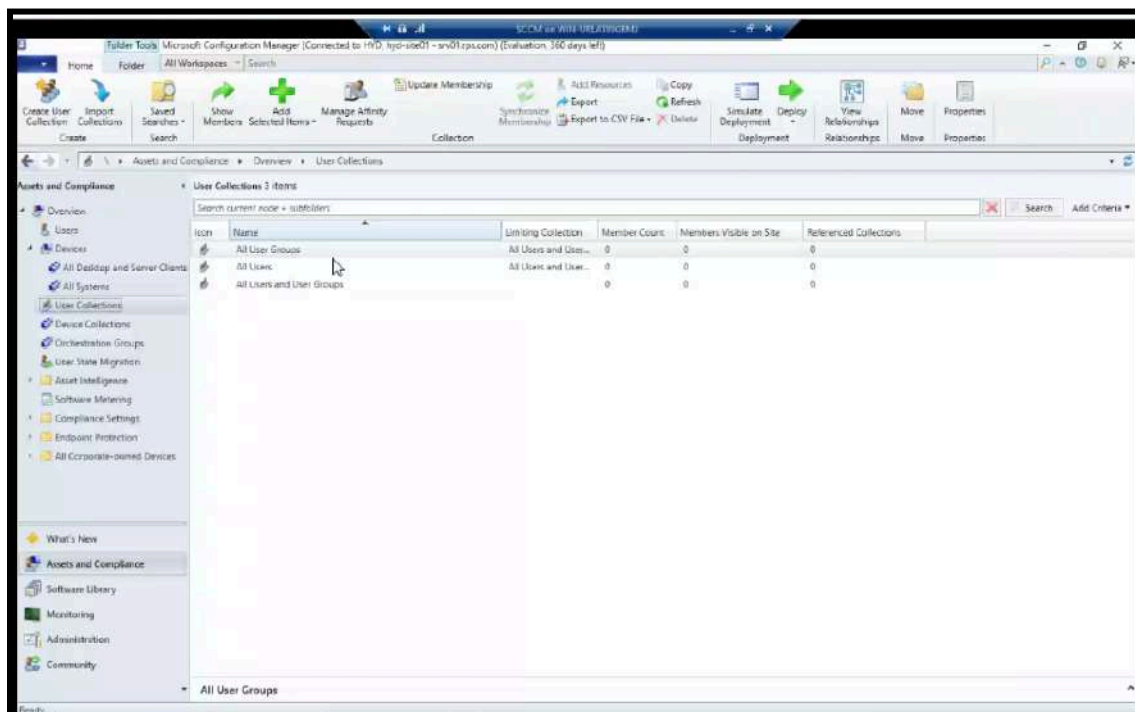 SCCM on WIN-
Folder Tools Microsoft Configuration Manager (Connected to HYD, hyd-site01 - srv01.rps.com) (Evaluation, 360 days left)
Home Folder All Workspaces Search
Create User Collection Import Collections Saved Searches Show Members Add Selected Items Manage Affinity Requests Update Membership Synchronize Membership Add Resources Export Export to CSV File Copy Refresh Delete Simulate Deployment Deploy View Relationships Move Properties
Create Search Collection Deployment Relationships Move Properties
\ Assets and Compliance Overview User Collections
Assets and Compliance
Overview
Users
Devices
All Desktop and Server Clients
All Systems
User Collections
Device Collections
Orchestration Groups
User State Migration
Asset Intelligence
Software Metering
Compliance Settings
Endpoint Protection
All Corporate-owned Devices
What's New
Assets and Compliance
Software Library
Monitoring
Administration
Community
User Collections 3 items
Search current node + subfolders Search Add Criteria
Icon Name Limiting Collection Member Count Members Visible on Site Referenced Collections
All User Groups All Users and User... 0 0 0
All Users All Users and User... 0 0 0
All Users and User Groups 0 0 0
All User Groups
Ready